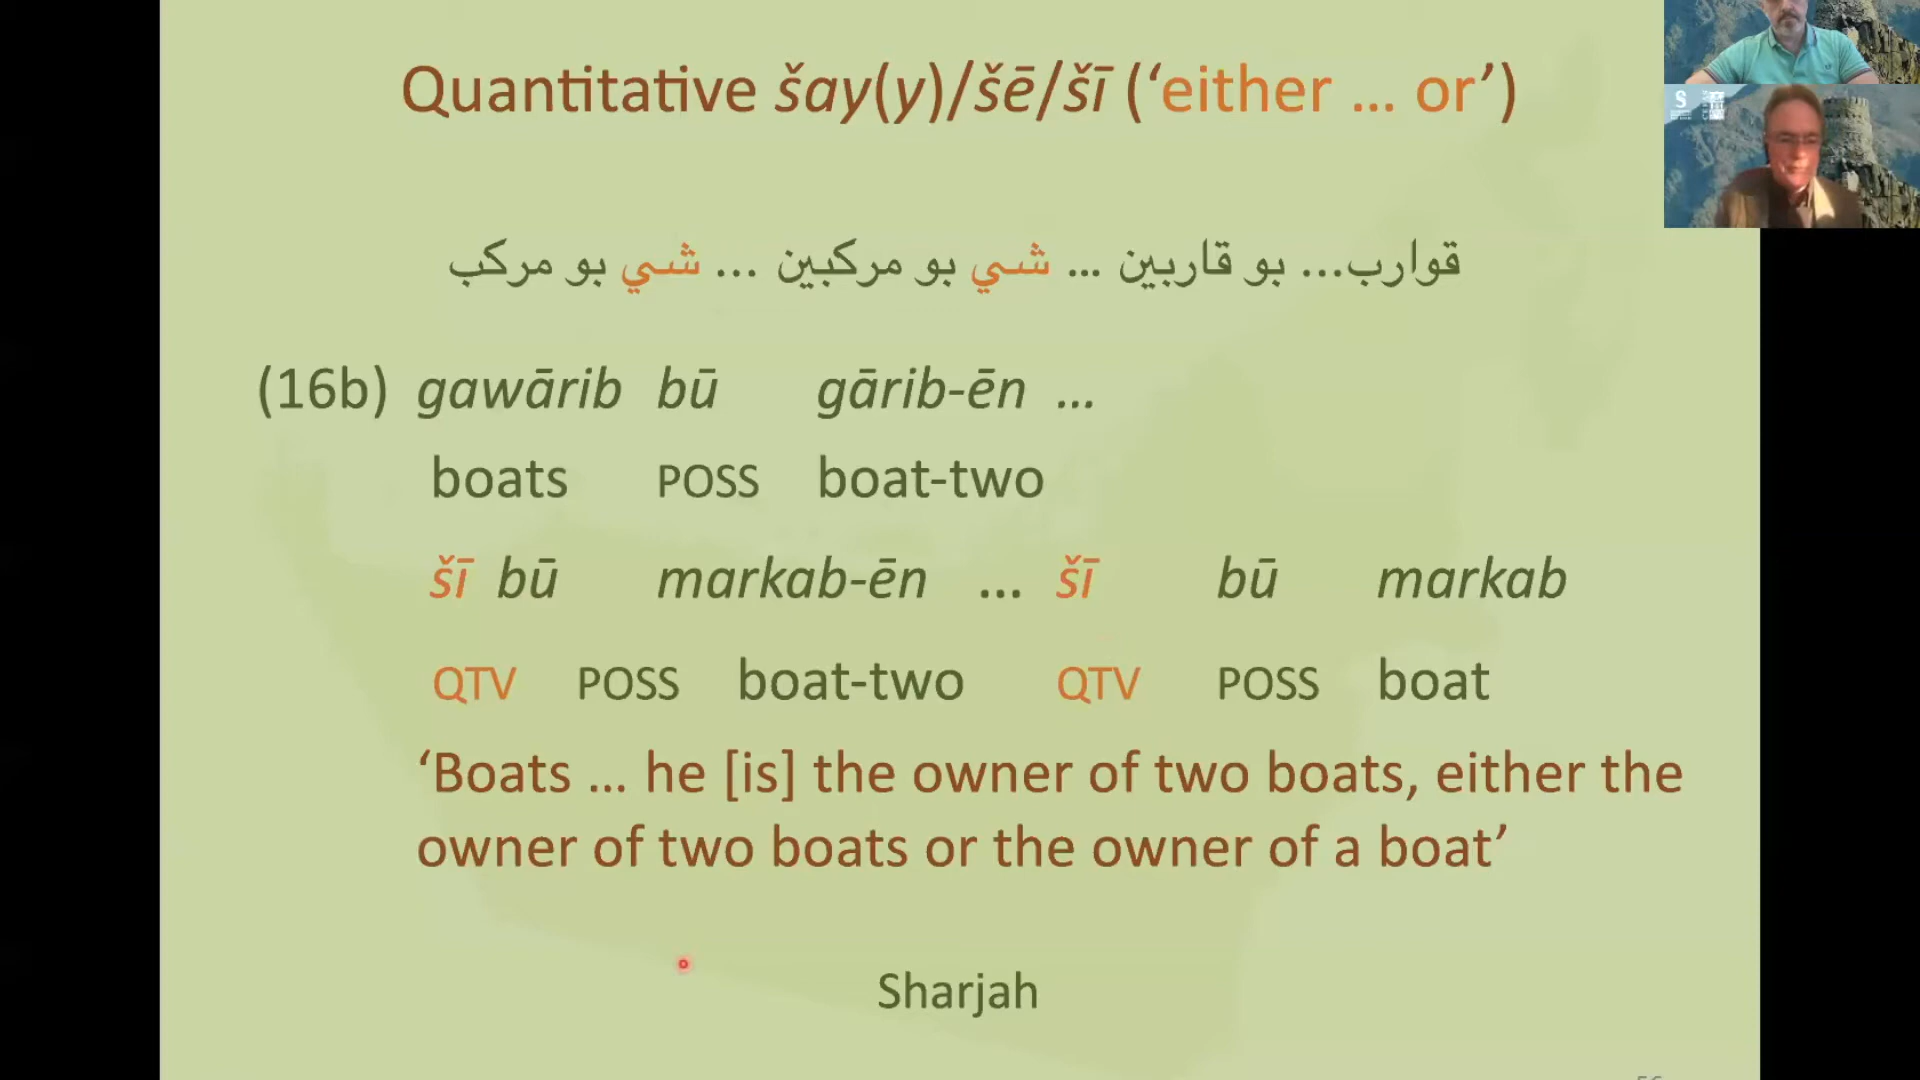 Quantitative šay(y)/šē/šī (‘either … or’)
قوارب... بو قاربين ... شي بو مركبين ... شي بو مركب
(16b) gawārib bū gārib-ēn …
boats POSS boat-two
šī bū markab-ēn … šī bū markab
QTV POSS boat-two QTV POSS boat
‘Boats … he [is] the owner of two boats, either the
owner of two boats or the owner of a boat’
Sharjah